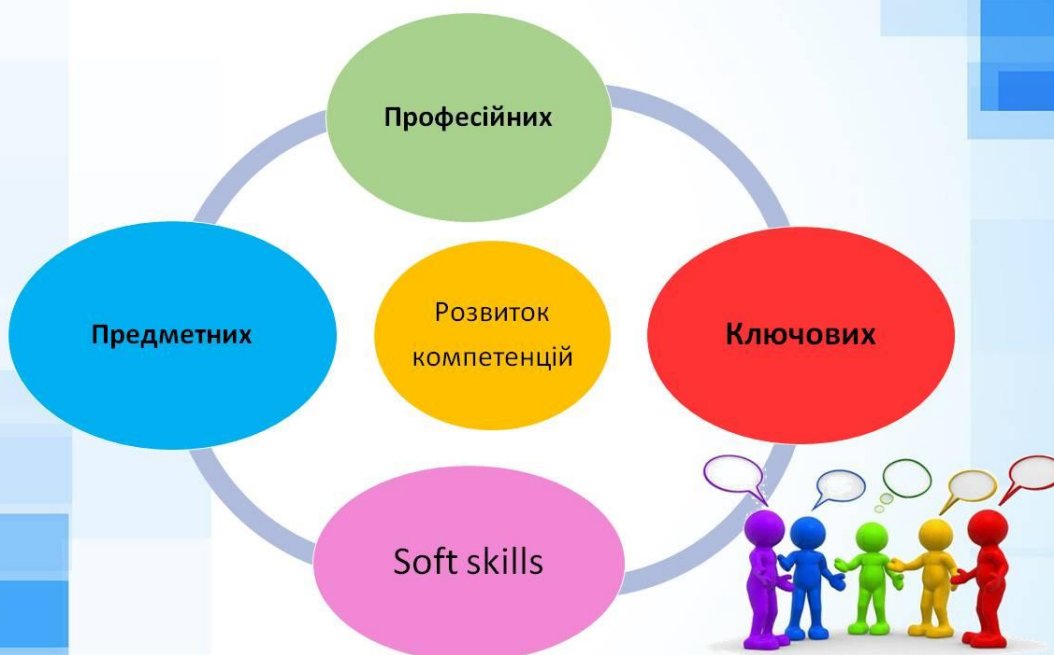 Професійних
Предметних
Розвиток
компетенцій
Ключових
Soft skills